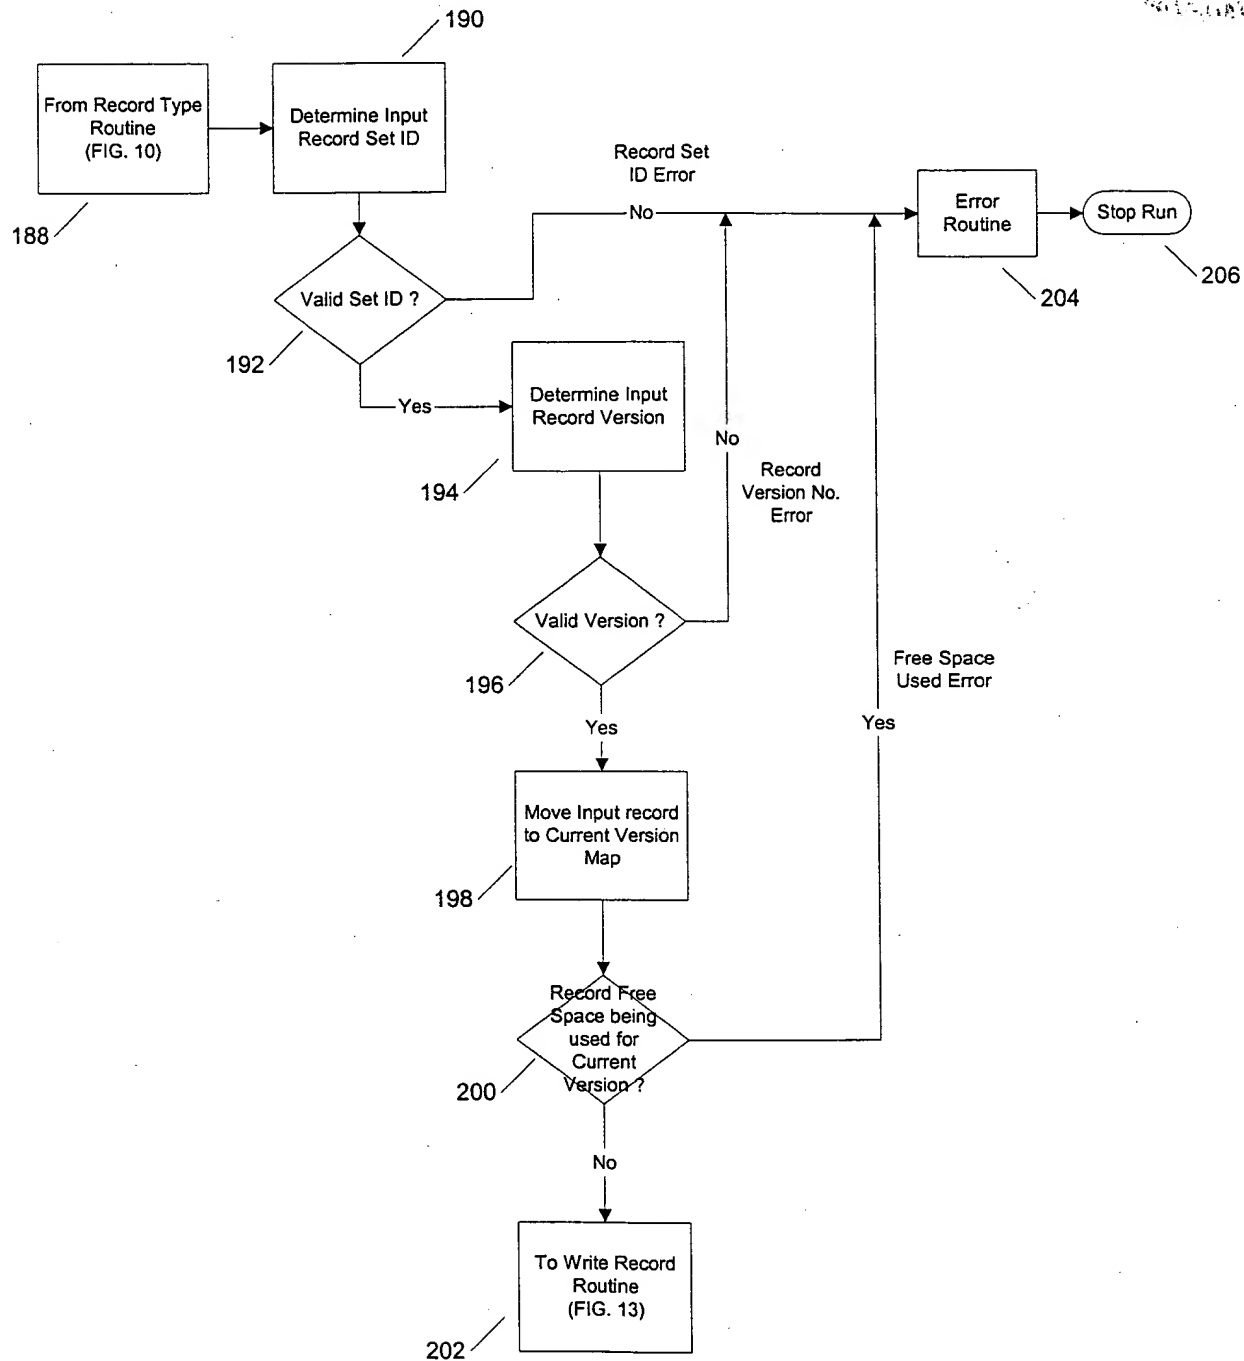 190
From Record Type
Routine
(FIG. 10)
188
Determine Input
Record Set ID
Record Set
ID Error
No
Error
Routine
204
Stop Run
206
Valid Set ID ?
192
Yes
Determine Input
Record Version
194
No
Record
Version No.
Error
Valid Version ?
196
Yes
Free Space
Used Error
Yes
Move Input record
to Current Version
Map
198
Record Free
Space being
used for
Current
Version ?
200
No
To Write Record
Routine
(FIG. 13)
202